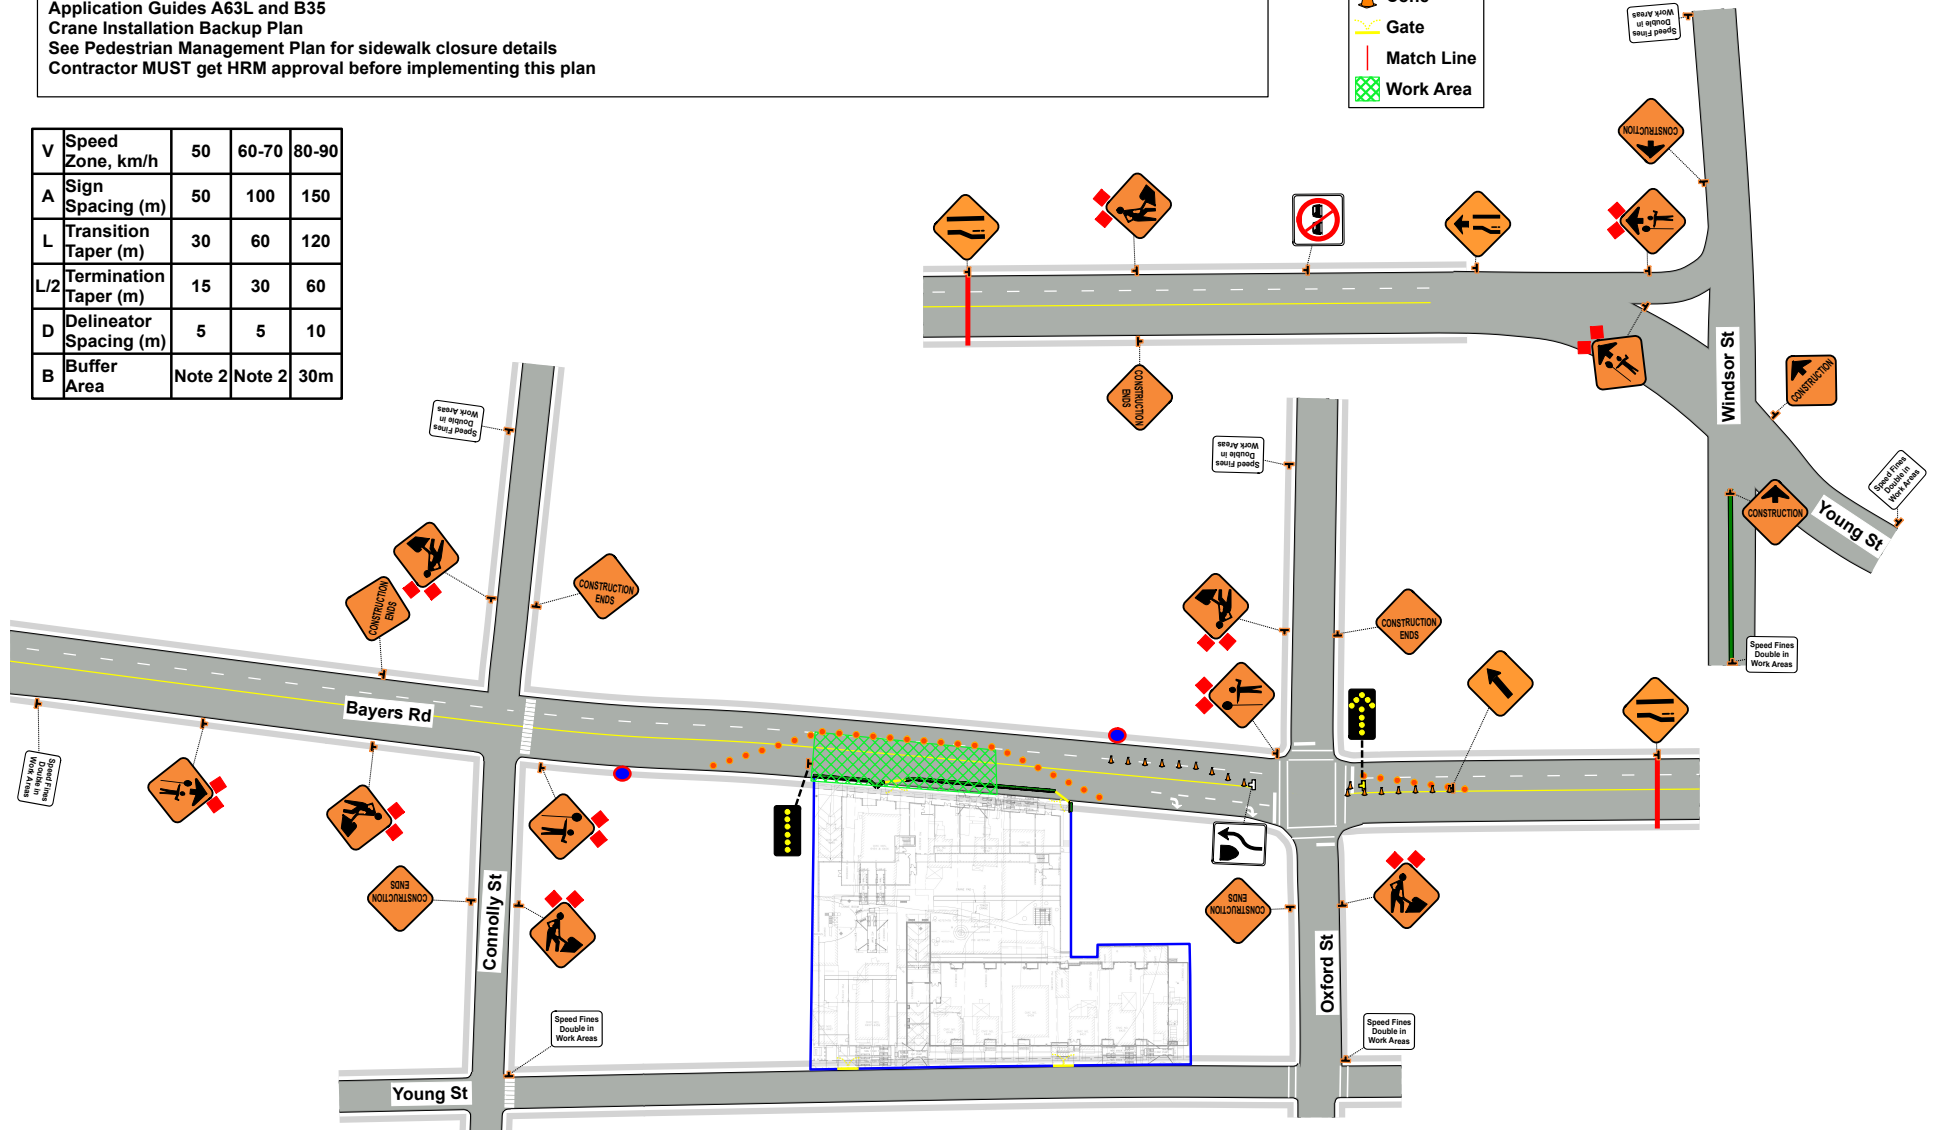 Application Guides A63L and B35
Crane Installation Backup Plan
See Pedestrian Management Plan for sidewalk closure details
Contractor MUST get HRM approval before implementing this plan
Gate
Match Line
Work Area
V Speed Zone, km/h 50 60-70 80-90
A Sign Spacing (m) 50 100 150
L Transition Taper (m) 30 60 120
L/2 Termination Taper (m) 15 30 60
D Delineator Spacing (m) 5 5 10
B Buffer Area Note 2 Note 2 30m
Speed Fines
Double in
Work Areas
CONSTRUCTION
CONSTRUCTION
ENDS
Windsor St
CONSTRUCTION
Speed Fines
Double in
Work Areas
CONSTRUCTION
Young St
Speed Fines
Double in
Work Areas
Speed Fines
Double in
Work Areas
Speed Fines
Double in
Work Areas
CONSTRUCTION
ENDS
CONSTRUCTION
ENDS
CONSTRUCTION
ENDS
Bayers Rd
Speed Fines
Double in
Work Areas
CONSTRUCTION
ENDS
Connolly St
CONSTRUCTION
ENDS
Oxford St
Speed Fines
Double in
Work Areas
Speed Fines
Double in
Work Areas
Young St